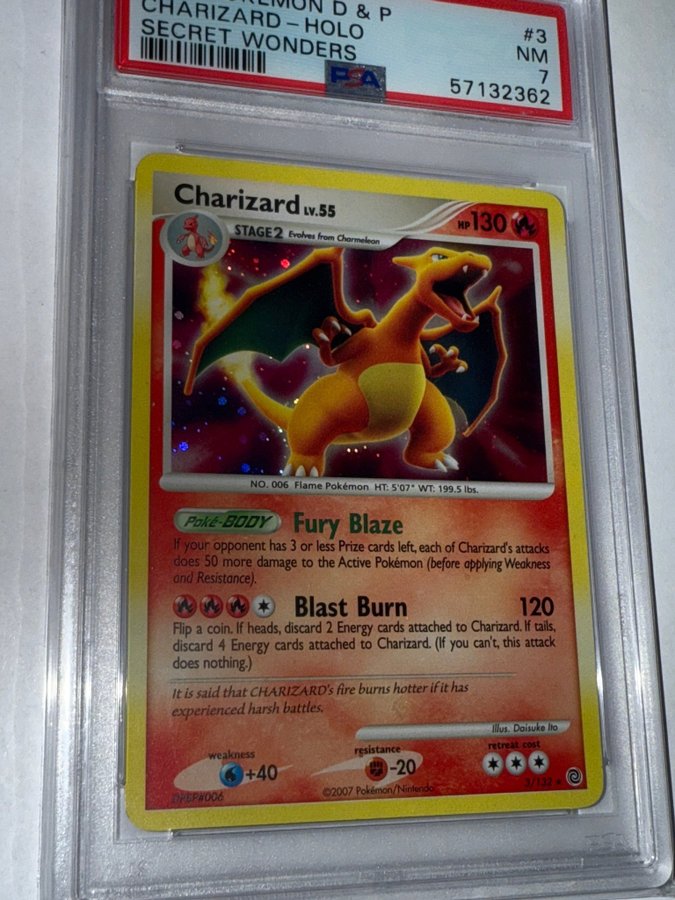 POKEMON D & P
CHARIZARD - HOLO
SECRET WONDERS
#3
NM
7
57132362
PSA
Charizard LV.55
HP 130
STAGE2 Evolves from Charmeleon
NO. 006 Flame Pokémon HT: 5'07" WT: 199.5 lbs.
Poké-BODY Fury Blaze
If your opponent has 3 or less Prize cards left, each of Charizard's attacks
does 50 more damage to the Active Pokémon (before applying Weakness
and Resistance).
Blast Burn 120
Flip a coin. If heads, discard 2 Energy cards attached to Charizard. If tails,
discard 4 Energy cards attached to Charizard. (If you can't, this attack
does nothing.)
It is said that CHARIZARD's fire burns hotter if it has
experienced harsh battles.
Illus. Daisuke Ito
weakness
+40
resistance
-20
retreat cost
DP&P#006
©2007 Pokémon/Nintendo
3/132